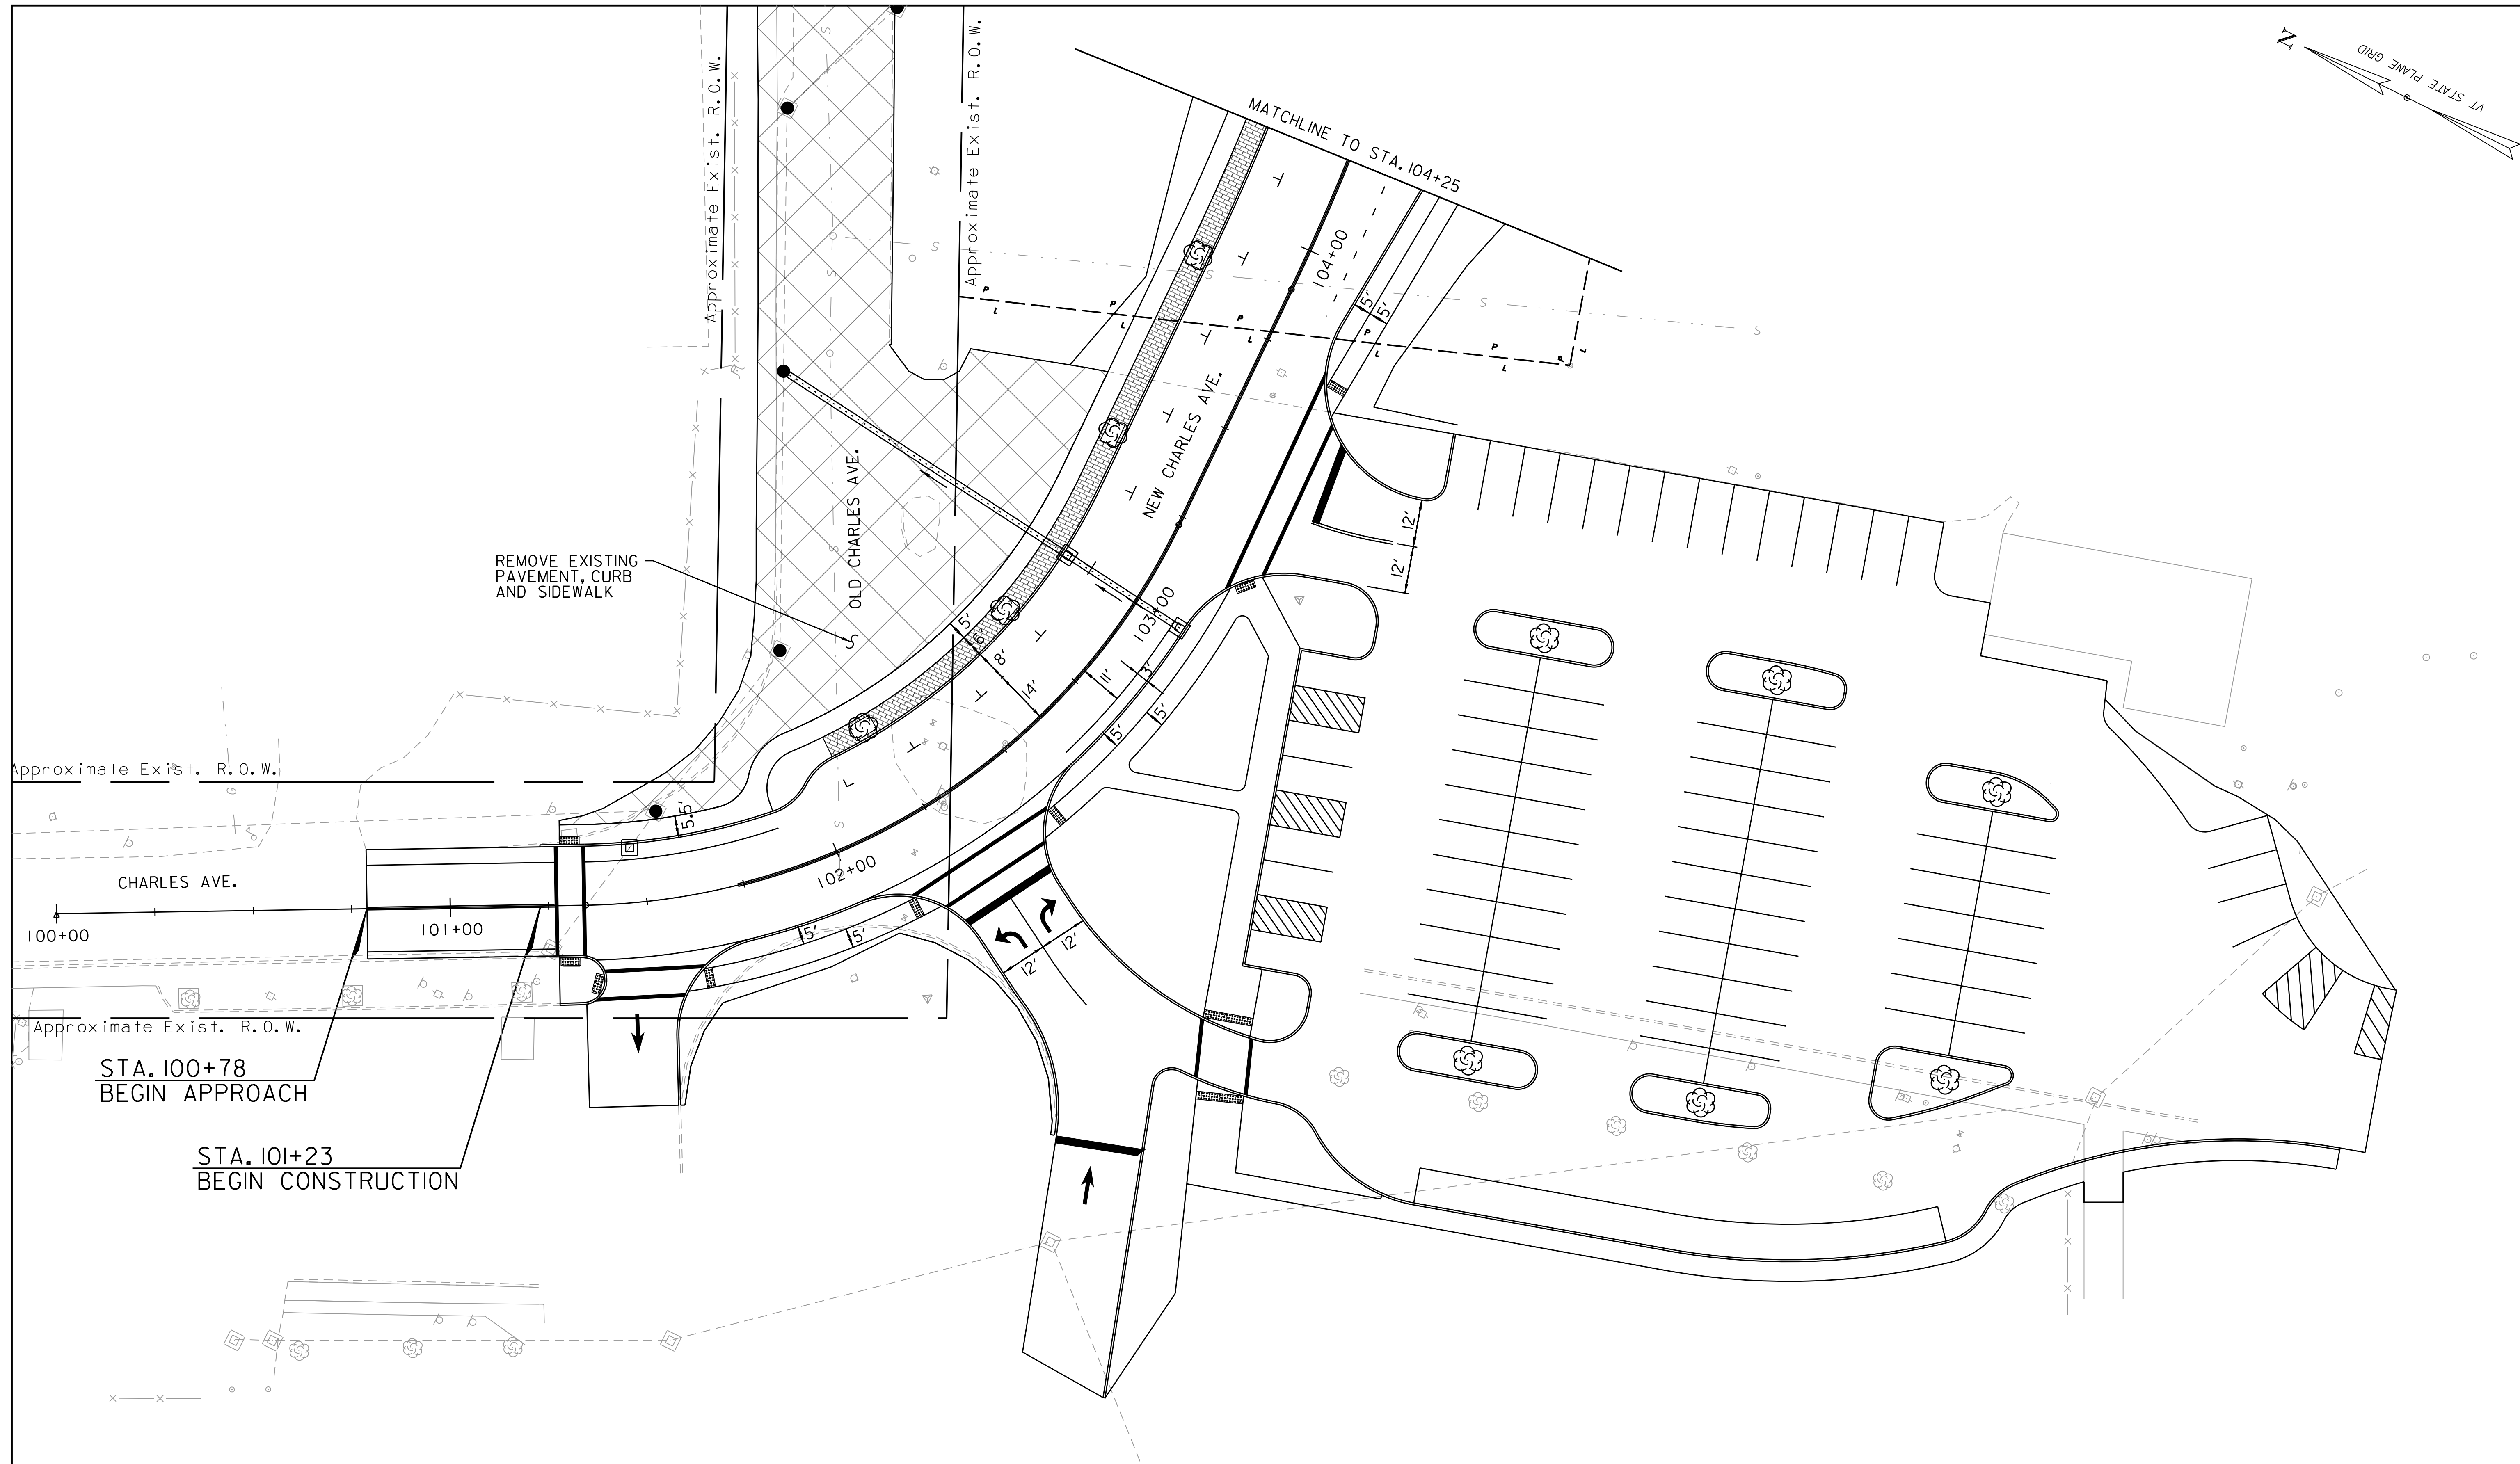 N
VT STATE PLANE GRID
Approximate Exist. R.O.W.
Approximate Exist. R.O.W.
S
MATCHLINE TO STA. 104+25
S
S
S
S
S
S
P
L
P
L
P
L
P
L
P
L
P
L
104+00
5'
5'
NEW CHARLES AVE.
OLD CHARLES AVE.
S
REMOVE EXISTING
PAVEMENT, CURB
AND SIDEWALK
12'
12'
103+00
5'
6'
8'
14'
11'
3'
5'
5'
Approximate Exist. R.O.W.
G
5.5'
S
CHARLES AVE.
102+00
100+00
101+00
5'
5'
12'
12'
Approximate Exist. R.O.W.
STA. 100+78
BEGIN APPROACH
STA. 101+23
BEGIN CONSTRUCTION